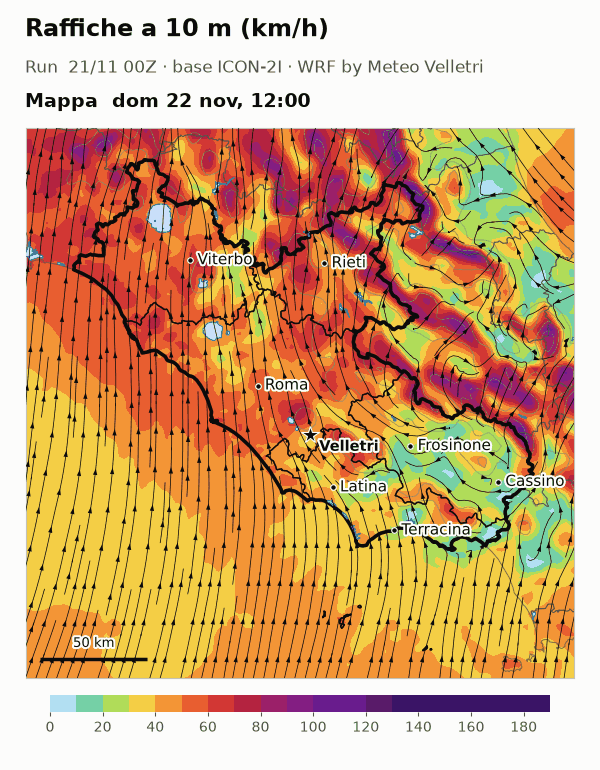 Raffiche a 10 m (km/h)
Run 21/11 00Z · base ICON-2I · WRF by Meteo Velletri
Mappa dom 22 nov, 12:00
Viterbo
Rieti
Roma
Velletri
Frosinone
Cassino
Latina
Terracina
50 km
0 20 40 60 80 100 120 140 160 180